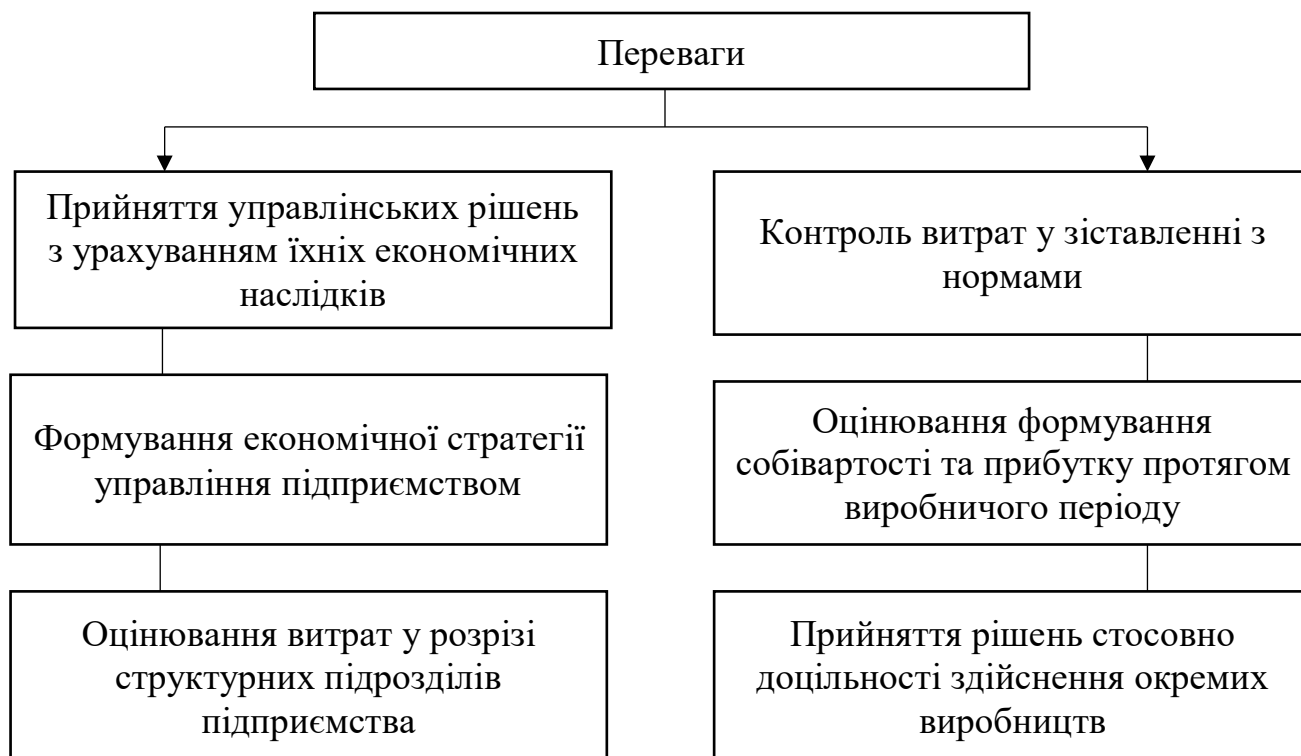 Переваги
Прийняття управлінських рішень
з урахуванням їхніх економічних
наслідків
Контроль витрат у зіставленні з
нормами
Формування економічної стратегії
управління підприємством
Оцінювання формування
собівартості та прибутку протягом
виробничого періоду
Оцінювання витрат у розрізі
структурних підрозділів
підприємства
Прийняття рішень стосовно
доцільності здійснення окремих
виробництв